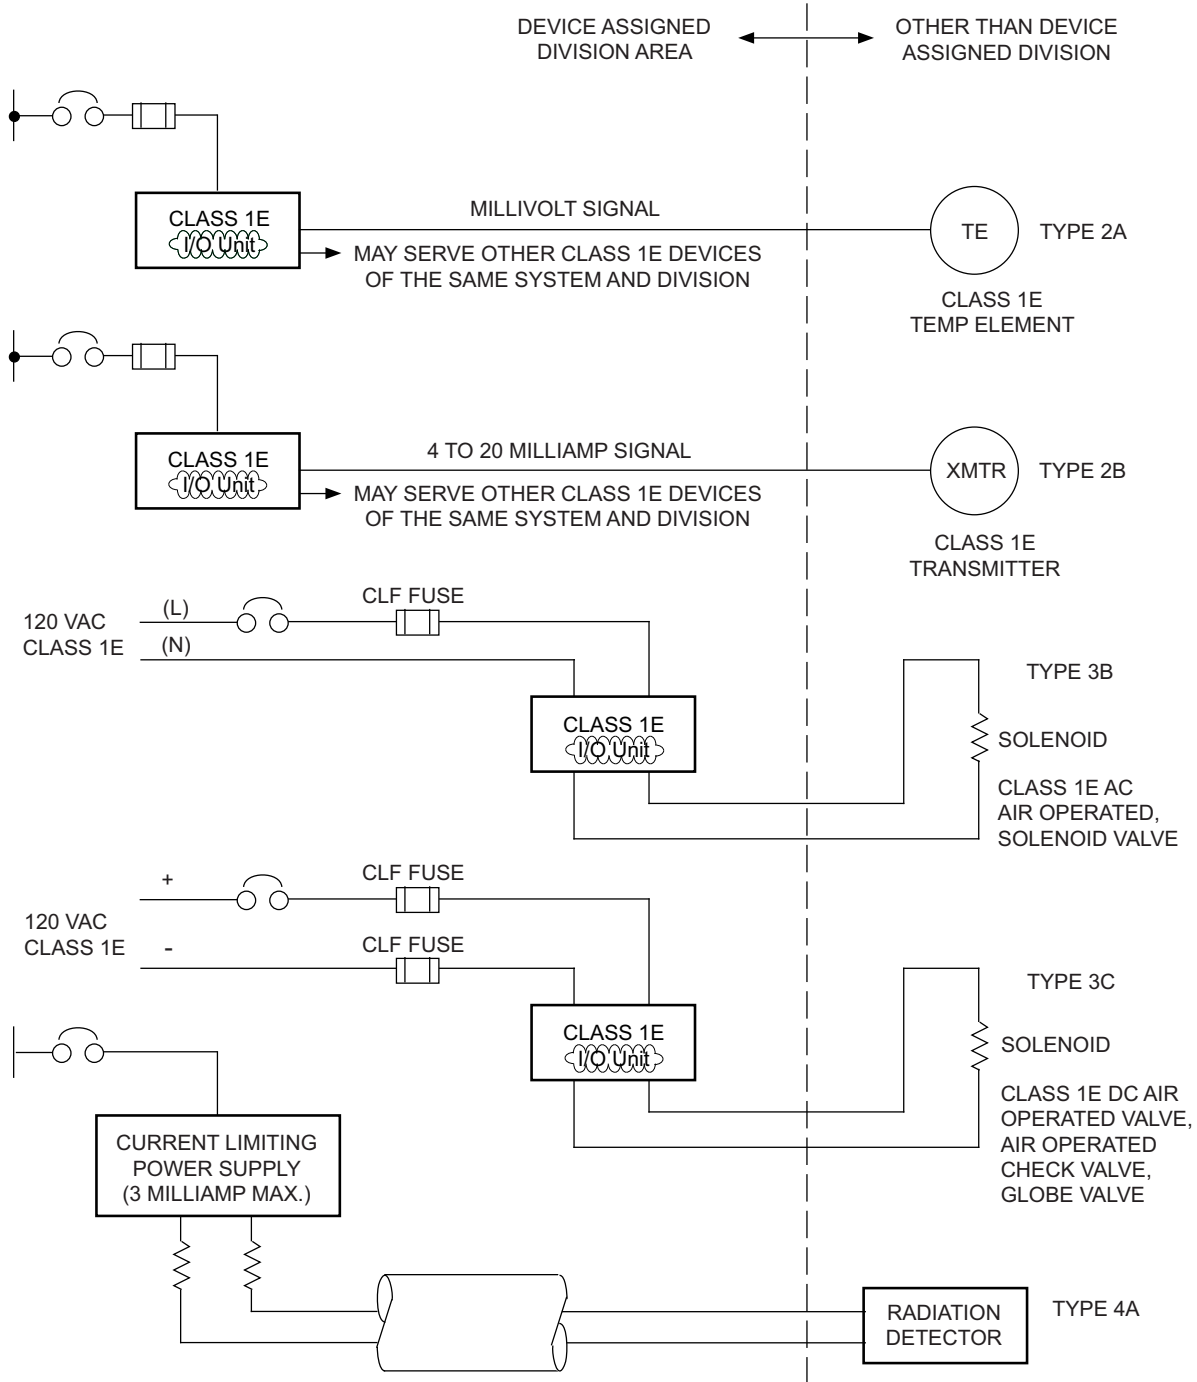 DEVICE ASSIGNED
DIVISION AREA
OTHER THAN DEVICE
ASSIGNED DIVISION
CLASS 1E
I/O Unit
MILLIVOLT SIGNAL
MAY SERVE OTHER CLASS 1E DEVICES
OF THE SAME SYSTEM AND DIVISION
TE
TYPE 2A
CLASS 1E
TEMP ELEMENT
CLASS 1E
I/O Unit
4 TO 20 MILLIAMP SIGNAL
MAY SERVE OTHER CLASS 1E DEVICES
OF THE SAME SYSTEM AND DIVISION
XMTR
TYPE 2B
CLASS 1E
TRANSMITTER
120 VAC
CLASS 1E
(L)
(N)
CLF FUSE
CLASS 1E
I/O Unit
TYPE 3B
SOLENOID
CLASS 1E AC
AIR OPERATED,
SOLENOID VALVE
120 VAC
CLASS 1E
+
-
CLF FUSE
CLF FUSE
CLASS 1E
I/O Unit
TYPE 3C
SOLENOID
CLASS 1E DC AIR
OPERATED VALVE,
AIR OPERATED
CHECK VALVE,
GLOBE VALVE
CURRENT LIMITING
POWER SUPPLY
(3 MILLIAMP MAX.)
RADIATION
DETECTOR
TYPE 4A